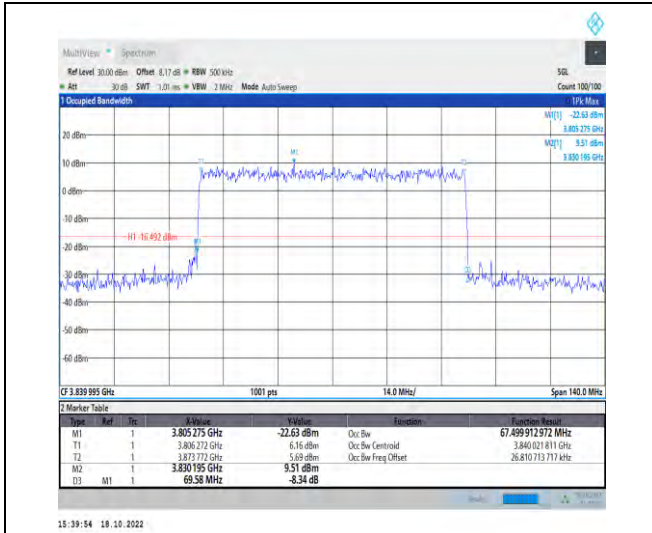 MultiView Spectrum
Ref Level 30.00 dBm Offset 8.17 dB RBW 500 kHz SGL
Att 30 dB SWT 1.01 ms VBW 2 MHz Mode Auto Sweep Count 100/100
1 Occupied Bandwidth 1Pk Max
M1[1] -22.63 dBm
3.805 275 GHz
20 dBm
M2[1] 9.51 dBm
3.830 195 GHz
M2
10 dBm
0 dBm
-10 dBm
H1 -16.492 dBm
-20 dBm
-30 dBm
-40 dBm
-50 dBm
-60 dBm
CF 3.839 995 GHz 1001 pts 14.0 MHz/ Span 140.0 MHz
2 Marker Table
Type Ref Trc X-Value Y-Value Function Function Result
M1 1 3.805 275 GHz -22.63 dBm Occ Bw 67.499 912 972 MHz
T1 1 3.806 272 GHz 6.16 dBm Occ Bw Centroid 3.840 021 811 GHz
T2 1 3.873 772 GHz 5.69 dBm Occ Bw Freq Offset 26.810 713 717 kHz
M2 1 3.830 195 GHz 9.51 dBm
D3 M1 1 69.58 MHz -8.34 dB
15:39:54 18.10.2022